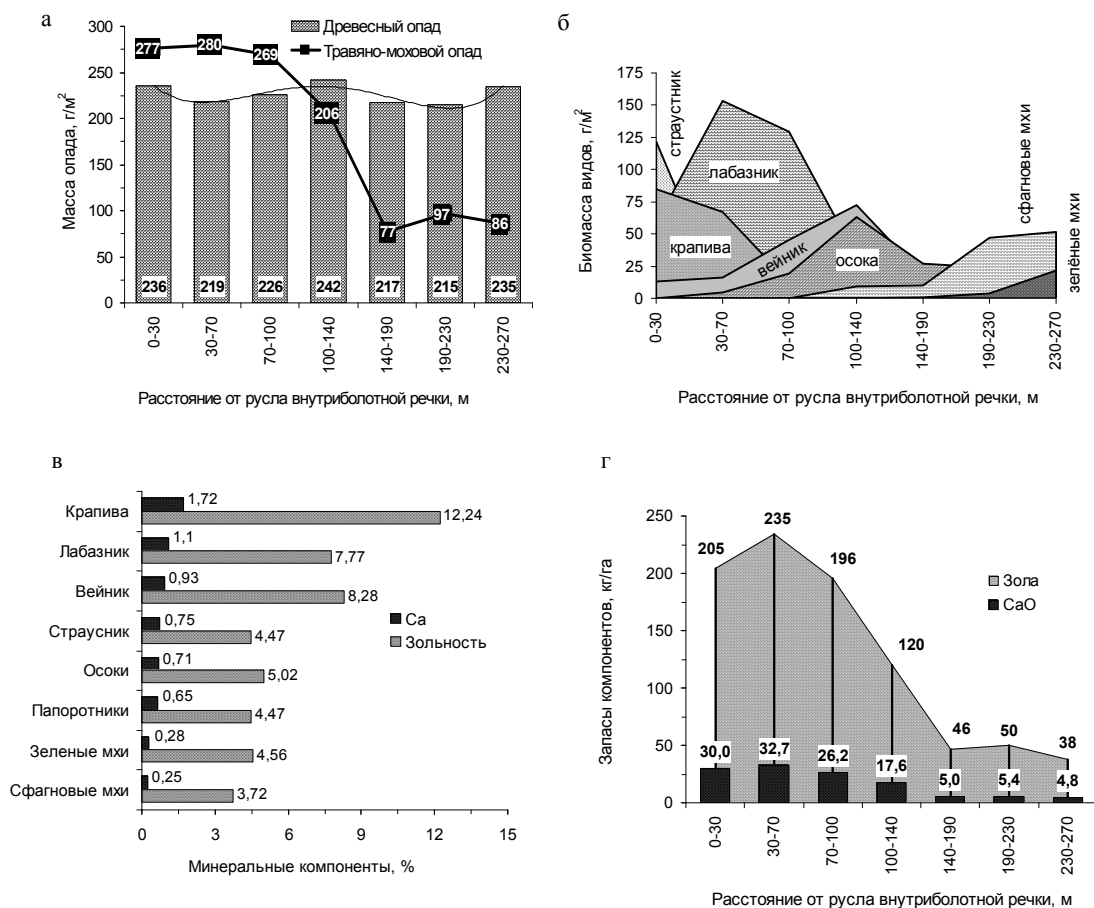 а
Древесный опад
Травяно-моховой опад
Масса опада, г/м²
300
250
200
150
100
50
0
277
280
269
206
77
97
86
236
219
226
242
217
215
235
0-30
30-70
70-100
100-140
140-190
190-230
230-270
Расстояние от русла внутриболотной речки, м
б
Биомасса видов, г/м²
175
150
125
100
75
50
25
0
страустник
лабазник
крапива
вейник
осока
сфагновые мхи
зелёные мхи
0-30
30-70
70-100
100-140
140-190
190-230
230-270
Расстояние от русла внутриболотной речки, м
в
Крапива
1,72
12,24
Лабазник
1,1
7,77
Вейник
0,93
8,28
Страусник
0,75
4,47
Осоки
0,71
5,02
Папоротники
0,65
4,47
Зеленые мхи
0,28
4,56
Сфагновые мхи
0,25
3,72
Ca
Зольность
0 3 6 9 12 15
Минеральные компоненты, %
г
Запасы компонентов, кг/га
250
200
150
100
50
0
Зола
CaO
205
235
196
120
46
50
38
30,0
32,7
26,2
17,6
5,0
5,4
4,8
0-30
30-70
70-100
100-140
140-190
190-230
230-270
Расстояние от русла внутриболотной речки, м